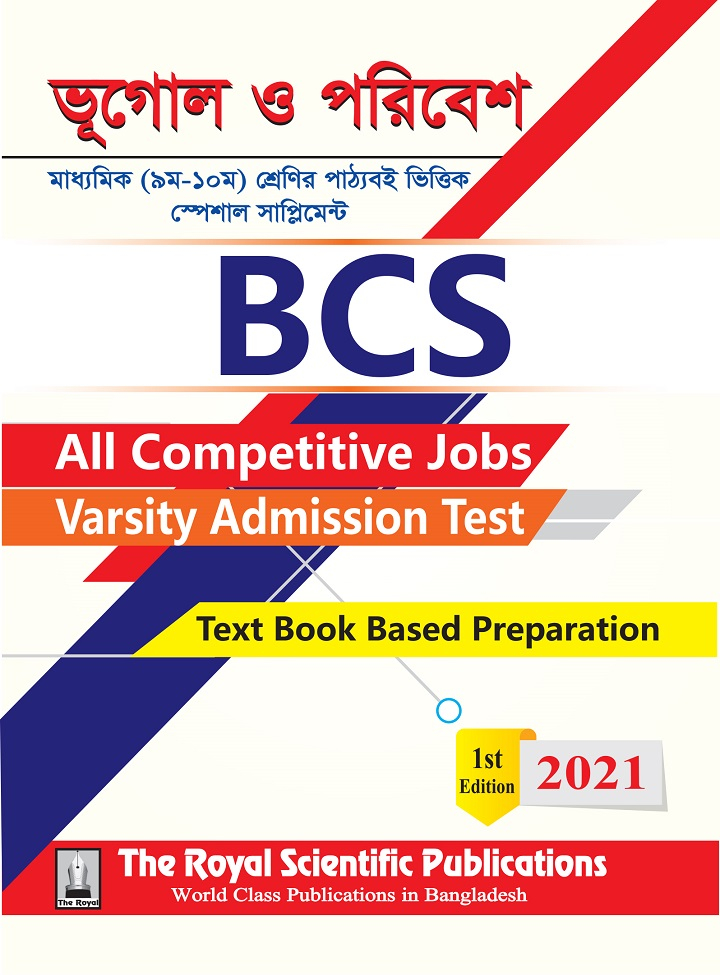 ভূগোল ও পরিবেশ
মাধ্যমিক (৯ম-১০ম) শ্রেণির পাঠ্যবই ভিত্তিক
স্পেশাল সাপ্লিমেন্ট
BCS
All Competitive Jobs
Varsity Admission Test
Text Book Based Preparation
1st
Edition
2021
The Royal Scientific Publications
World Class Publications in Bangladesh
The Royal